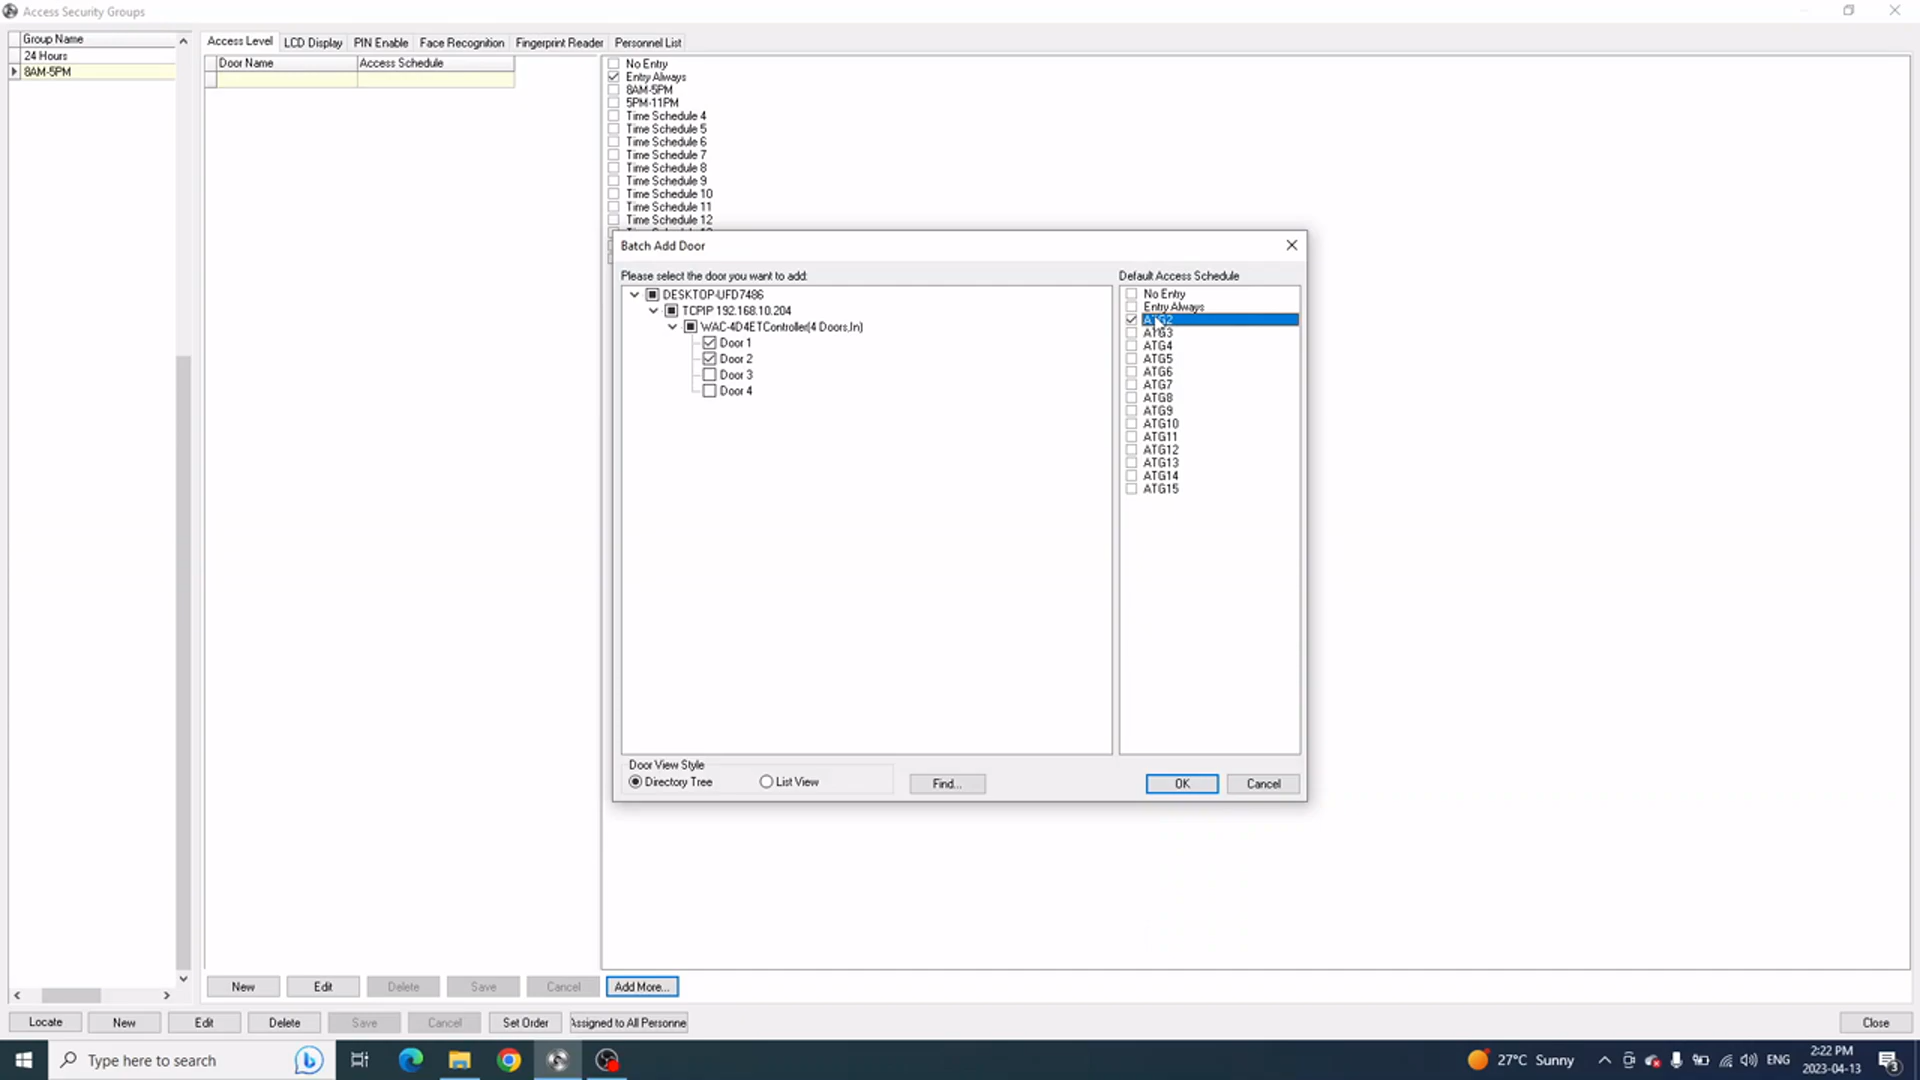 Access Security Groups
Group Name
24 Hours
8AM-5PM
Access Level LCD Display PIN Enable Face Recognition Fingerprint Reader Personnel List
Door Name Access Schedule
No Entry
Entry Always
8AM-5PM
5PM-11PM
Time Schedule 4
Time Schedule 5
Time Schedule 6
Time Schedule 7
Time Schedule 8
Time Schedule 9
Time Schedule 10
Time Schedule 11
Time Schedule 12
Batch Add Door
Please select the door you want to add:
DESKTOP-UFD7486
TCPIP 192.168.10.204
WAC-4D4ETController(4 Doors,In)
Door 1
Door 2
Door 3
Door 4
Default Access Schedule
No Entry
Entry Always
ATG2
ATG3
ATG4
ATG5
ATG6
ATG7
ATG8
ATG9
ATG10
ATG11
ATG12
ATG13
ATG14
ATG15
Door View Style
Directory Tree List View Find... OK Cancel
New Edit Delete Save Cancel Add More...
Locate New Edit Delete Save Cancel Set Order Assigned to All Personne Close
Type here to search
27°C Sunny ENG 2:22 PM
2023-04-13
3